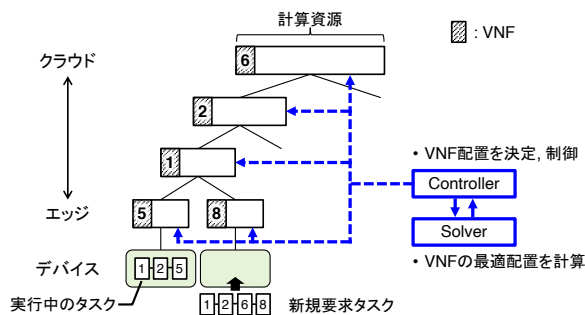 計算資源
: VNF
クラウド
6
2
1
• VNF配置を決定, 制御
Controller
エッジ
5
8
Solver
• VNFの最適配置を計算
デバイス
1-2-5
実行中のタスク
1-2-6-8
新規要求タスク